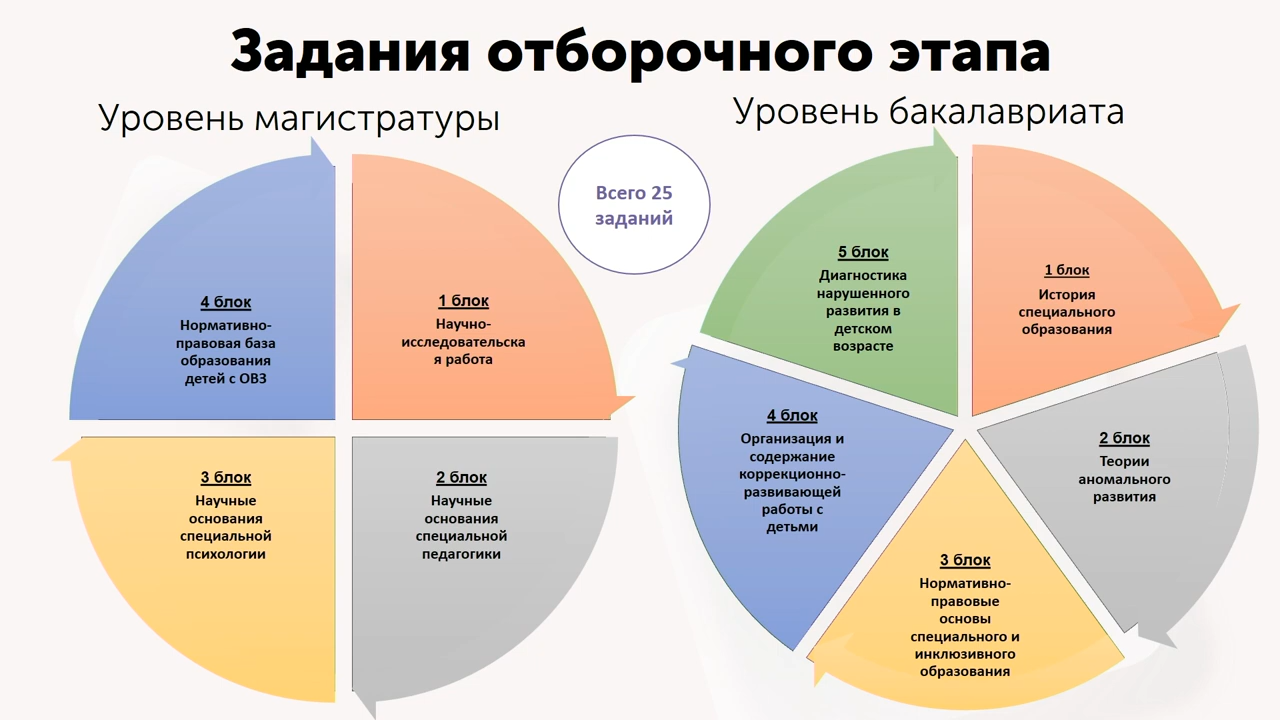 Задания отборочного этапа
Уровень магистратуры
Уровень бакалавриата
Всего 25
заданий
1 блок
Научно-
исследовательска
я работа
2 блок
Научные
основания
специальной
педагогики
3 блок
Научные
основания
специальной
психологии
4 блок
Нормативно-
правовая база
образования
детей с ОВЗ
1 блок
История
специального
образования
2 блок
Теории
аномального
развития
3 блок
Нормативно-
правовые
основы
специального и
инклюзивного
образования
4 блок
Организация и
содержание
коррекционно-
развивающей
работы с
детьми
5 блок
Диагностика
нарушенного
развития в
детском
возрасте